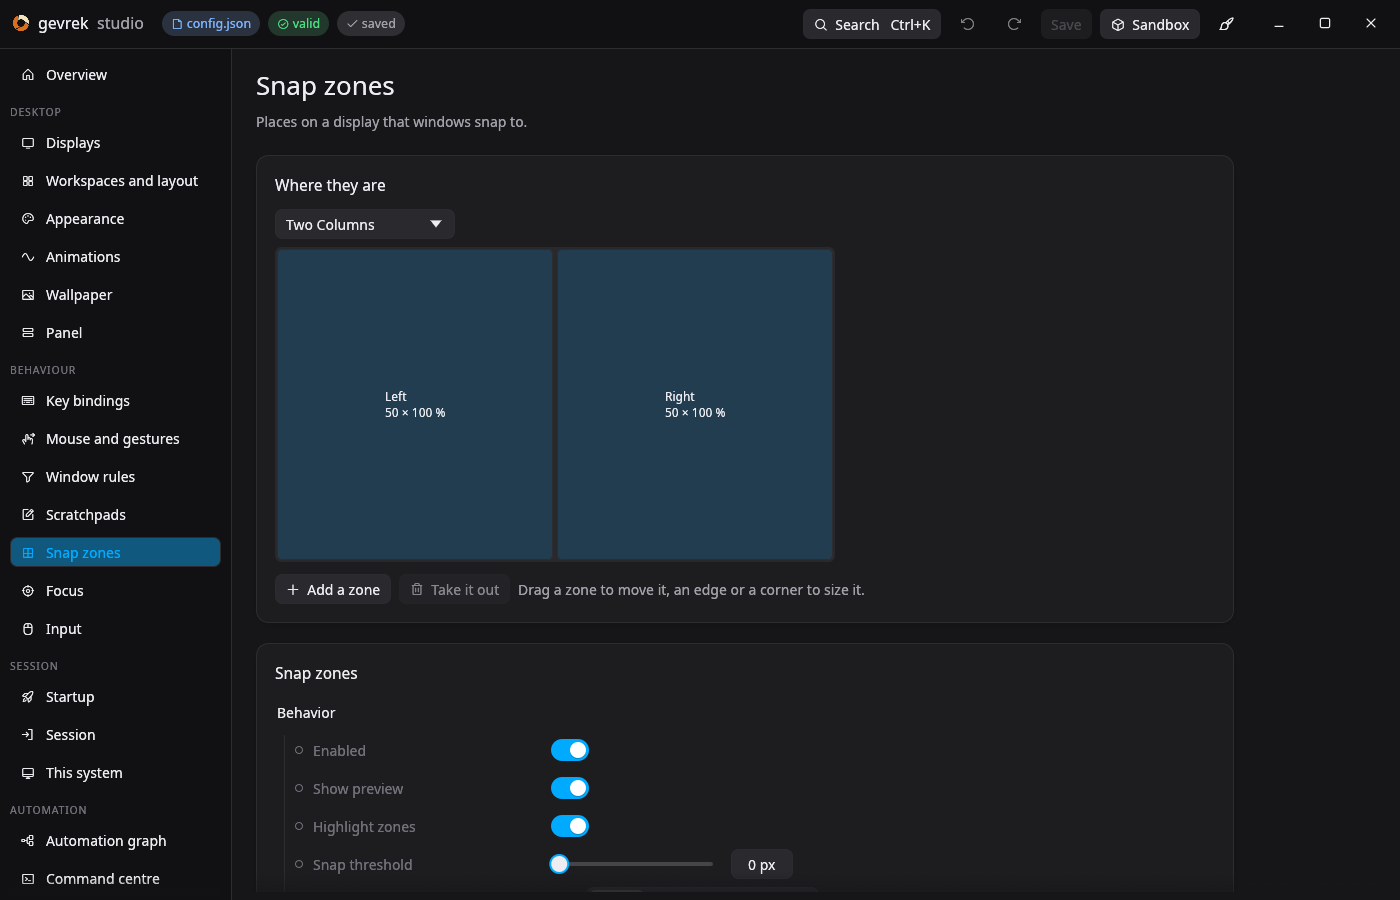 gevrek studio
config.json
valid
saved
Search Ctrl+K
Save
Sandbox
Overview
DESKTOP
Displays
Workspaces and layout
Appearance
Animations
Wallpaper
Panel
BEHAVIOUR
Key bindings
Mouse and gestures
Window rules
Scratchpads
Snap zones
Focus
Input
SESSION
Startup
Session
This system
AUTOMATION
Automation graph
Command centre
Snap zones
Places on a display that windows snap to.
Where they are
Two Columns
Left
50 × 100 %
Right
50 × 100 %
Add a zone
Take it out
Drag a zone to move it, an edge or a corner to size it.
Snap zones
Behavior
Enabled
Show preview
Highlight zones
Snap threshold
0 px